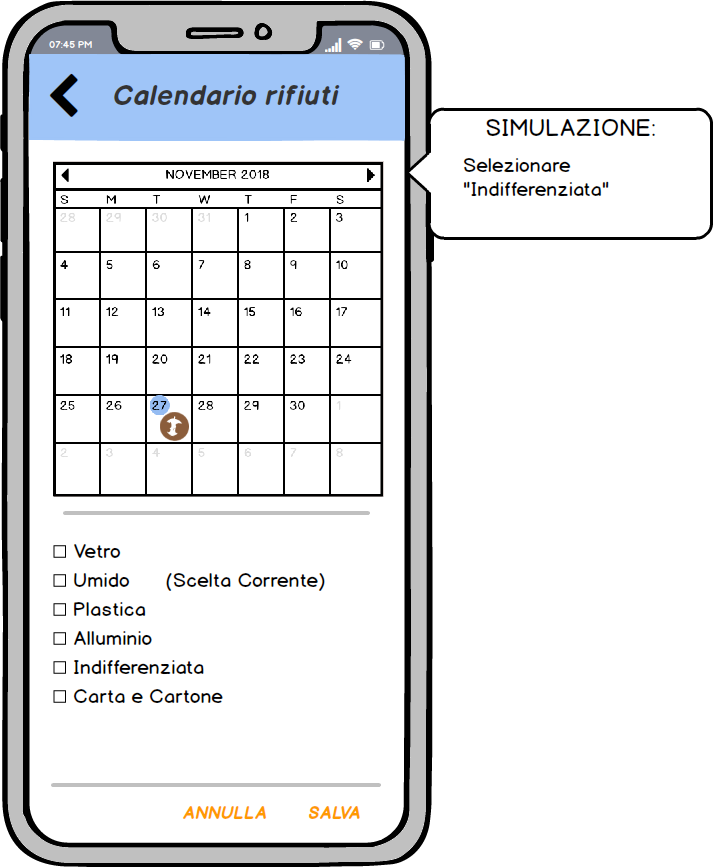 07:45 PM
Calendario rifiuti
SIMULAZIONE:
Selezionare
"Indifferenziata"
NOVEMBER 2018
S M T W T F S
28 29 30 31 1 2 3
4 5 6 7 8 9 10
11 12 13 14 15 16 17
18 19 20 21 22 23 24
25 26 27 28 29 30 1
2 3 4 5 6 7 8
Vetro
Umido (Scelta Corrente)
Plastica
Alluminio
Indifferenziata
Carta e Cartone
ANNULLA SALVA